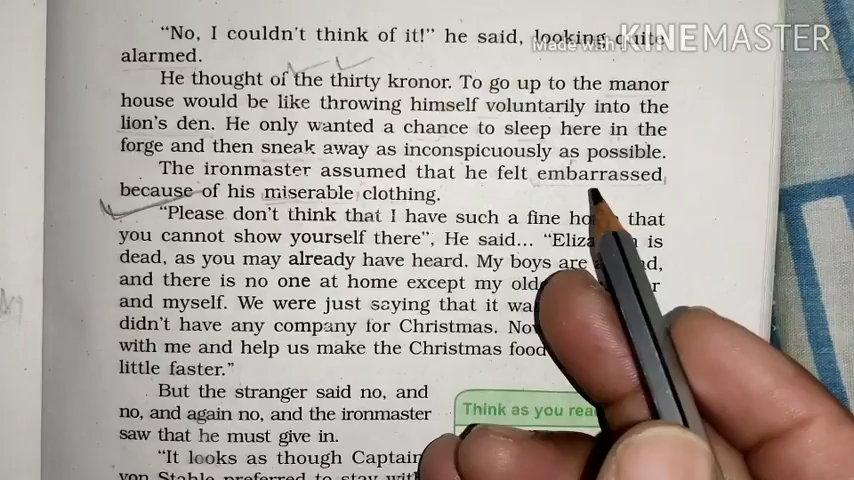 "No, I couldn't think of it!" he said, looking quite
alarmed.
He thought of the thirty kronor. To go up to the manor
house would be like throwing himself voluntarily into the
lion's den. He only wanted a chance to sleep here in the
forge and then sneak away as inconspicuously as possible.
The ironmaster assumed that he felt embarrassed
because of his miserable clothing.
"Please don't think that I have such a fine that
you cannot show yourself there", He said... is
dead, as you may already have heard. My boys are
and there is no one at home except my
and myself. We were just saying that it
didn't have any company for Christmas.
with me and help us make the Christmas food
little faster."
But the stranger said no, and
no, and again no, and the ironmaster
saw that he must give in.
"It looks as though Captain
von Stahle preferred to stay with
Think as you
Made with KINEMASTER